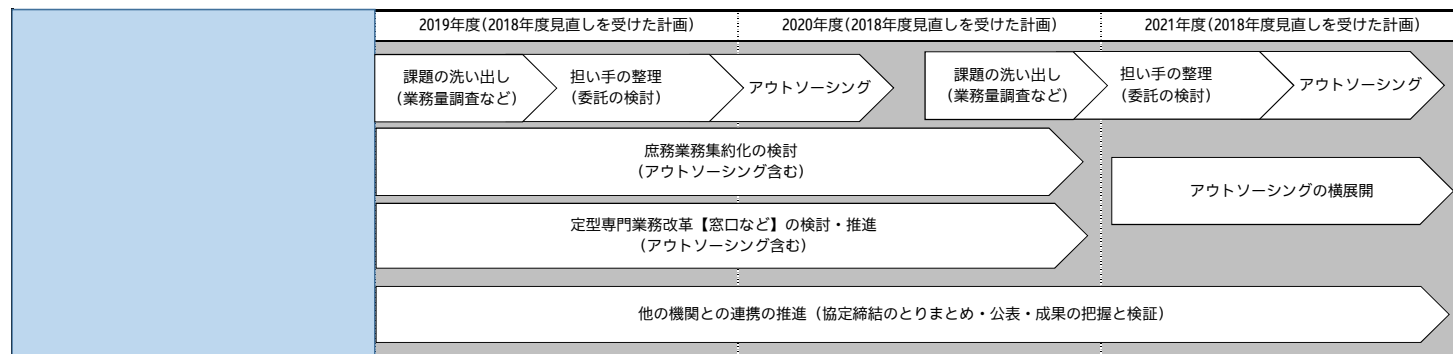 2019年度(2018年度見直しを受けた計画)
2020年度(2018年度見直しを受けた計画)
2021年度(2018年度見直しを受けた計画)
課題の洗い出し
(業務量調査など)
担い手の整理
(委託の検討)
アウトソーシング
課題の洗い出し
(業務量調査など)
担い手の整理
(委託の検討)
アウトソーシング
庶務業務集約化の検討
(アウトソーシング含む)
アウトソーシングの横展開
定型専門業務改革【窓口など】の検討・推進
(アウトソーシング含む)
他の機関との連携の推進(協定締結のとりまとめ・公表・成果の把握と検証)